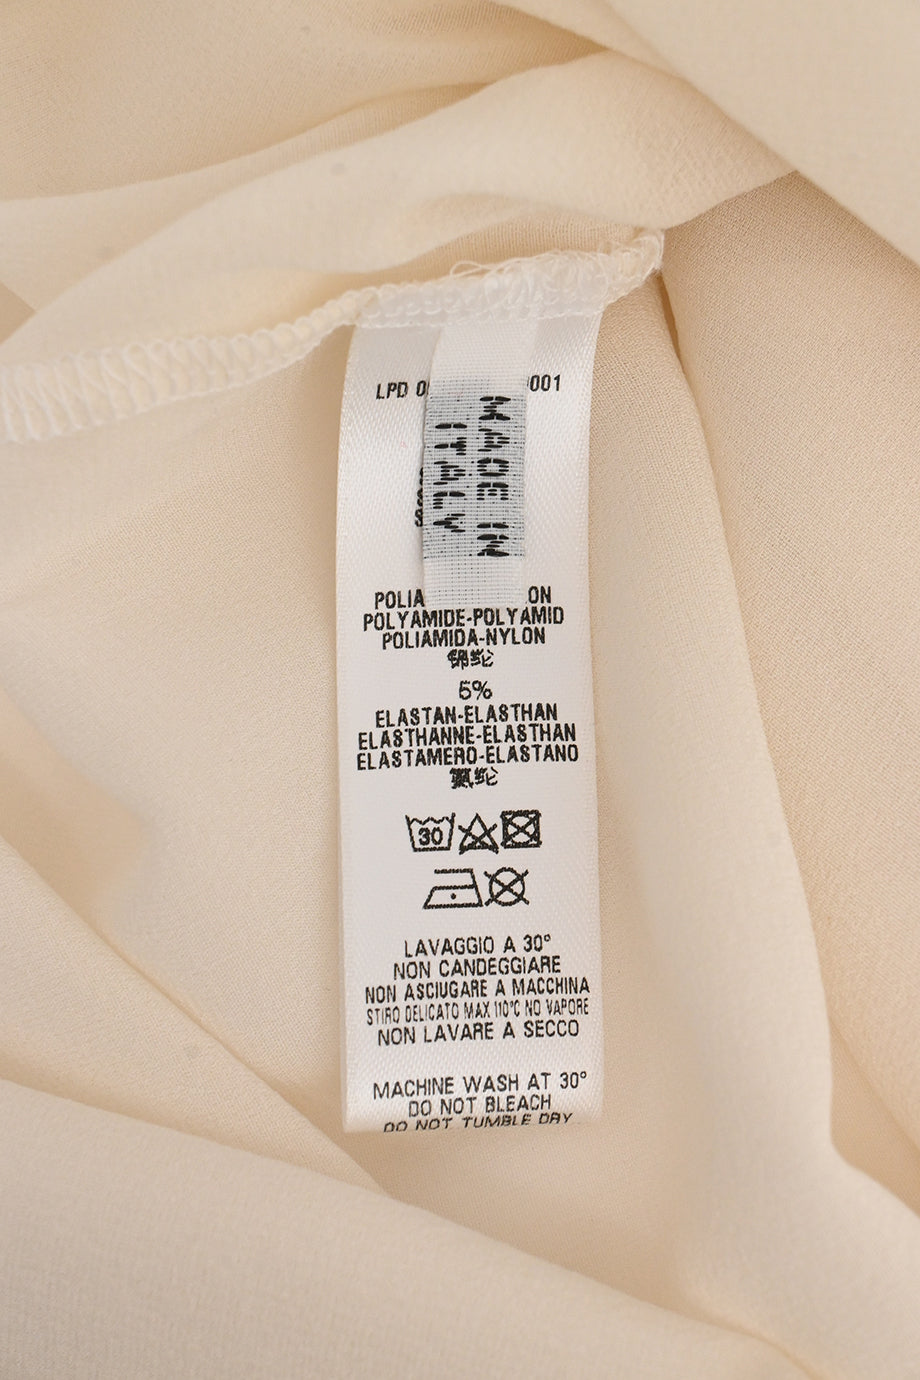 LPD 0 001
MADE IN
ITALY
S
S
POLIA ON
POLYAMIDE-POLYAMID
POLIAMIDA-NYLON
锦纶
5%
ELASTAN-ELASTHAN
ELASTHANNE-ELASTHAN
ELASTAMERO-ELASTANO
氨纶
30
LAVAGGIO A 30°
NON CANDEGGIARE
NON ASCIUGARE A MACCHINA
STIRO DELICATO MAX 110°C NO VAPORE
NON LAVARE A SECCO
MACHINE WASH AT 30°
DO NOT BLEACH
DO NOT TUMBLE DRY